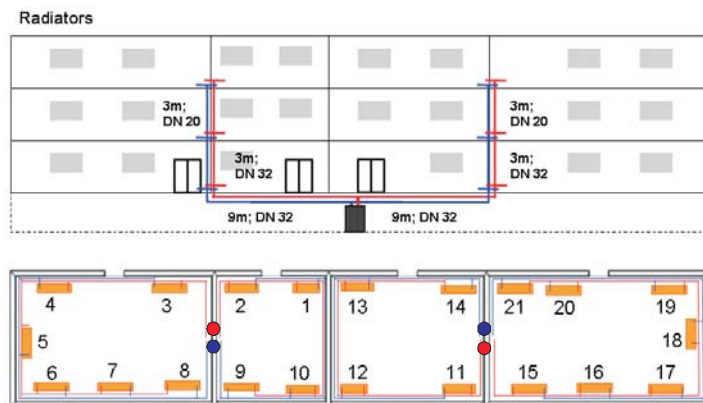 Radiators
3m;
DN 20
3m;
DN 20
3m;
DN 32
3m;
DN 32
9m; DN 32
9m; DN 32
4
3
2
1
13
14
21
20
19
5
18
6
7
8
9
10
12
11
15
16
17